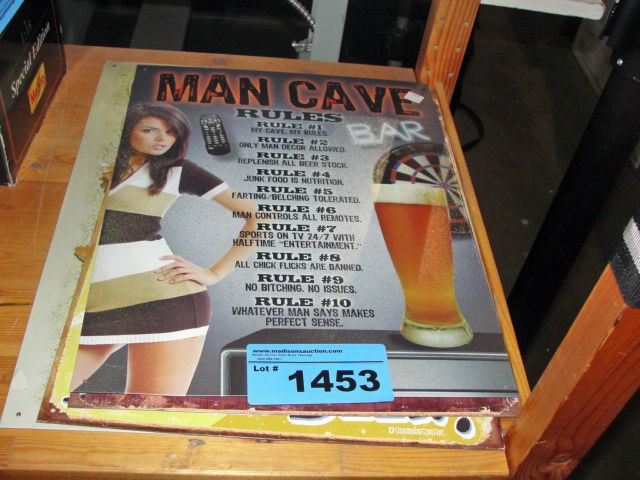 Special Edition
MAN CAVE
RULES
BAR
RULE #1
MY CAVE. MY RULES.
RULE #2
ONLY MAN DECOR ALLOWED.
RULE #3
REPLENISH ALL BEER STOCK.
RULE #4
JUNK FOOD IS NUTRITION.
RULE #5
FARTING/BELCHING TOLERATED.
RULE #6
MAN CONTROLS ALL REMOTES.
RULE #7
SPORTS ON TV 24/7 WITH
HALFTIME "ENTERTAINMENT."
RULE #8
ALL CHICK FLICKS ARE BANNED.
RULE #9
NO BITCHING. NO ISSUES.
RULE #10
WHATEVER MAN SAYS MAKES
PERFECT SENSE.
www.madisonsauction.com
Lot # 1453